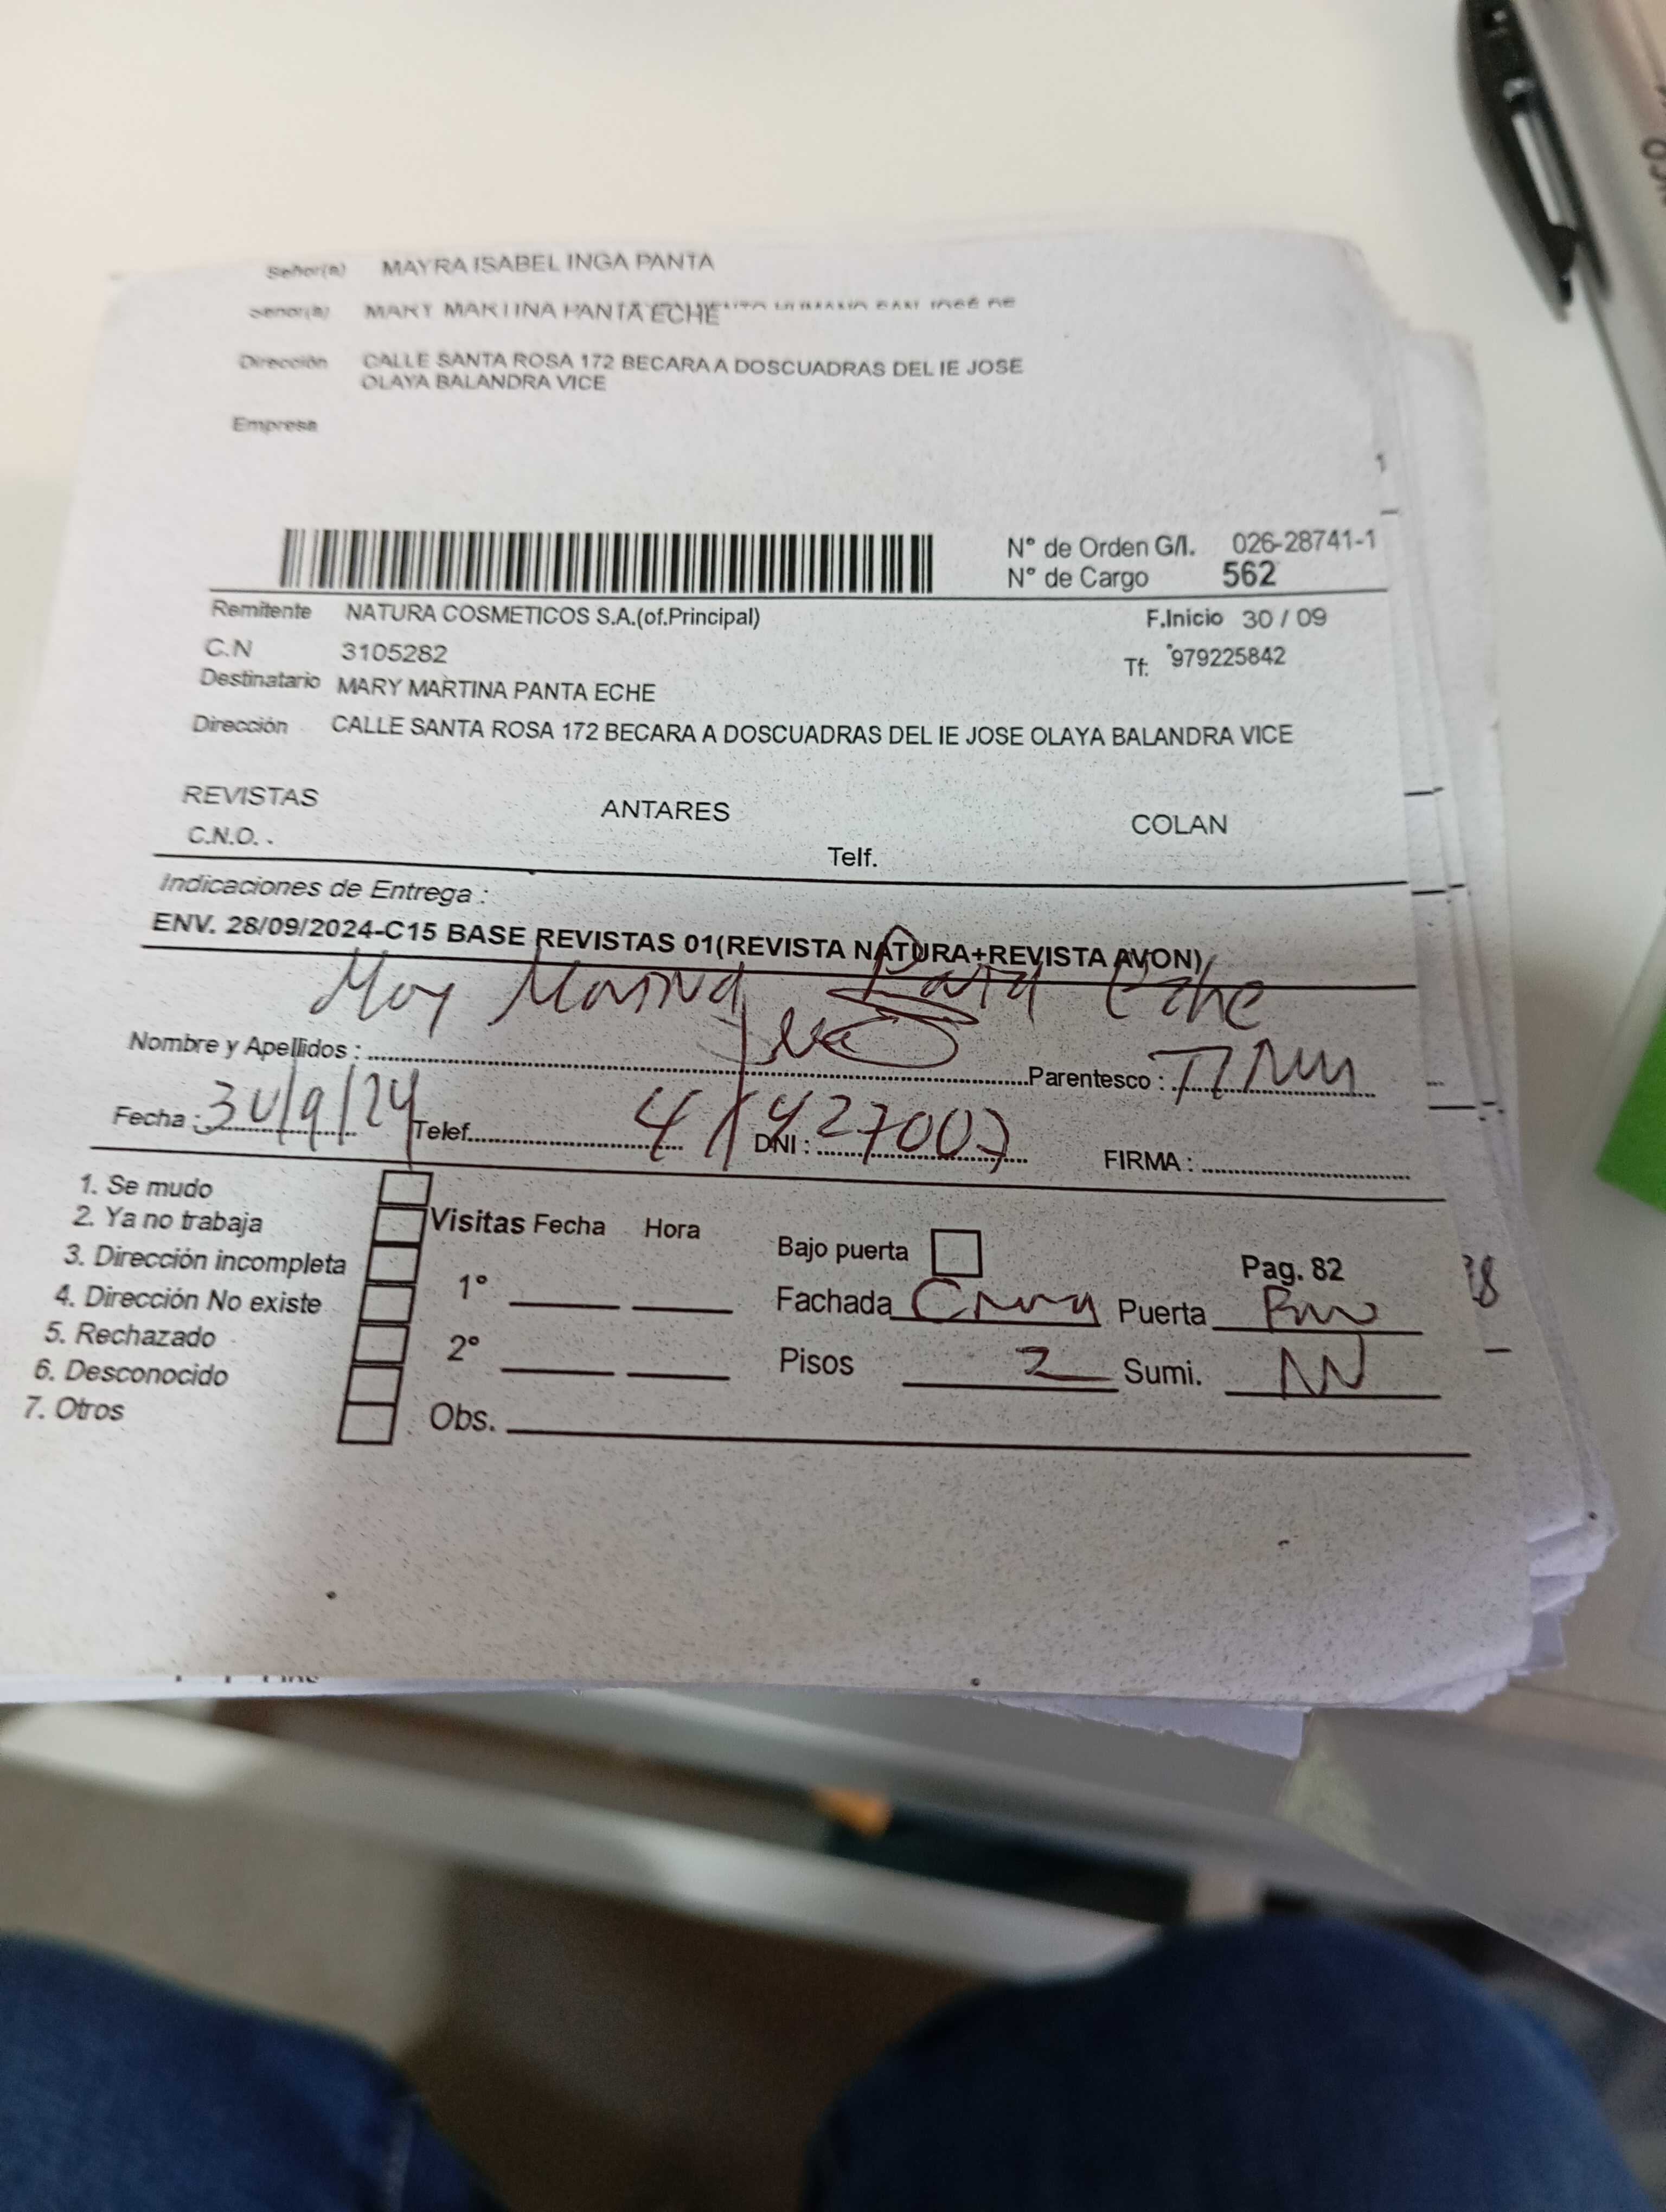 Señor(a) MAYRA ISABEL INGA PANTA
Señor(a) MARY MARTINA PANTA ECHE
Dirección CALLE SANTA ROSA 172 BECARA A DOSCUADRAS DEL IE JOSE
OLAYA BALANDRA VICE
Empresa
N° de Orden G/I. 026-28741-1
N° de Cargo 562
Remitente NATURA COSMETICOS S.A.(of.Principal) F.Inicio 30 / 09
C.N 3105282 Tf: 979225842
Destinatario MARY MARTINA PANTA ECHE
Dirección CALLE SANTA ROSA 172 BECARA A DOSCUADRAS DEL IE JOSE OLAYA BALANDRA VICE
REVISTAS ANTARES COLAN
C.N.O. . Telf.
Indicaciones de Entrega :
ENV. 28/09/2024-C15 BASE REVISTAS 01(REVISTA NATURA+REVISTA AVON)
Panta Eche
Nombre y Apellidos : Parentesco :
Fecha : 30/9/24 Telef. DNI : FIRMA :
1. Se mudo
2. Ya no trabaja Visitas Fecha Hora Bajo puerta
3. Dirección incompleta Pag. 82
4. Dirección No existe 1° Fachada Puerta
5. Rechazado 2° Pisos 2 Sumi.
6. Desconocido
7. Otros Obs.